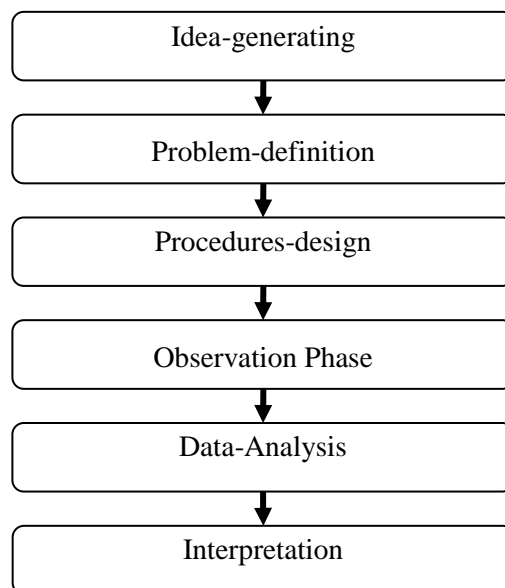 Idea-generating
Problem-definition
Procedures-design
Observation Phase
Data-Analysis
Interpretation